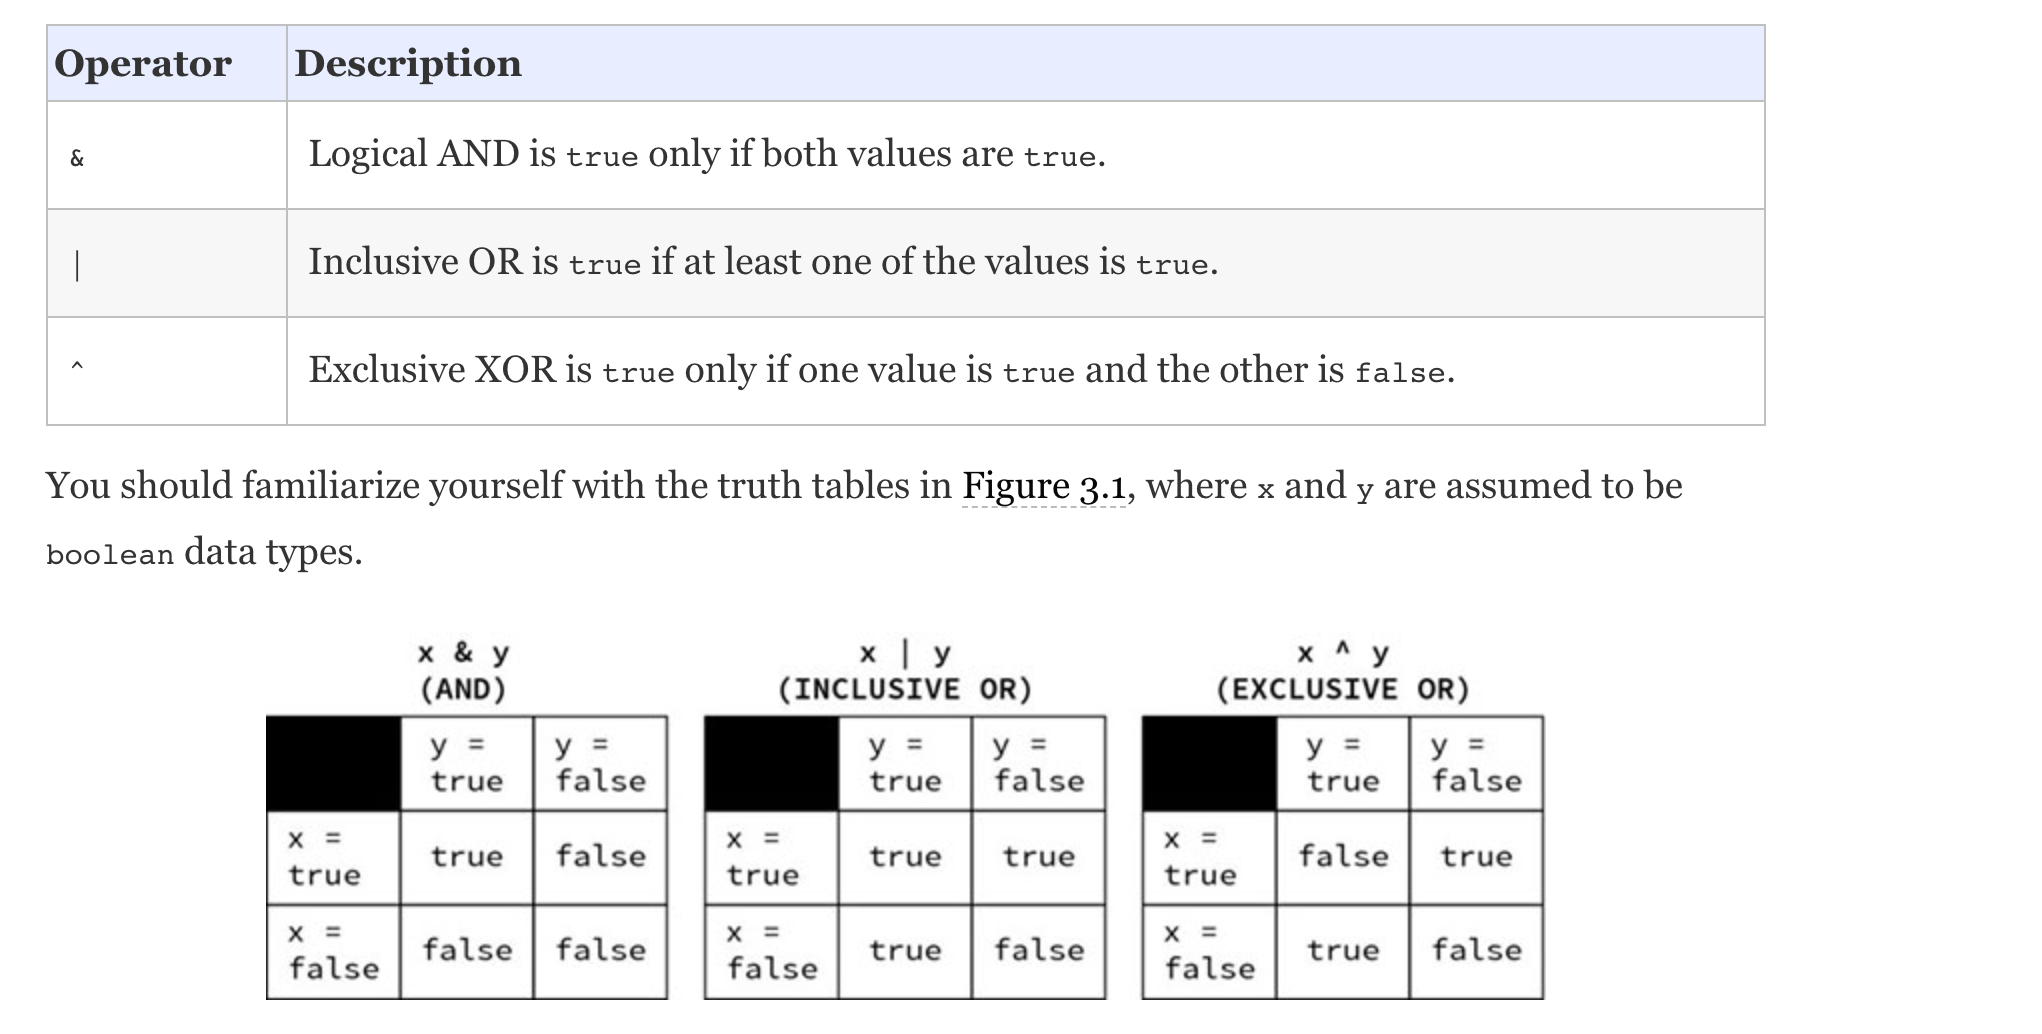 Operator Description
& Logical AND is true only if both values are true.
| Inclusive OR is true if at least one of the values is true.
^ Exclusive XOR is true only if one value is true and the other is false.
You should familiarize yourself with the truth tables in Figure 3.1, where x and y are assumed to be
boolean data types.
x & y
(AND)
y = true y = false
x = true true false
x = false false false
x | y
(INCLUSIVE OR)
y = true y = false
x = true true true
x = false true false
x ^ y
(EXCLUSIVE OR)
y = true y = false
x = true false true
x = false true false